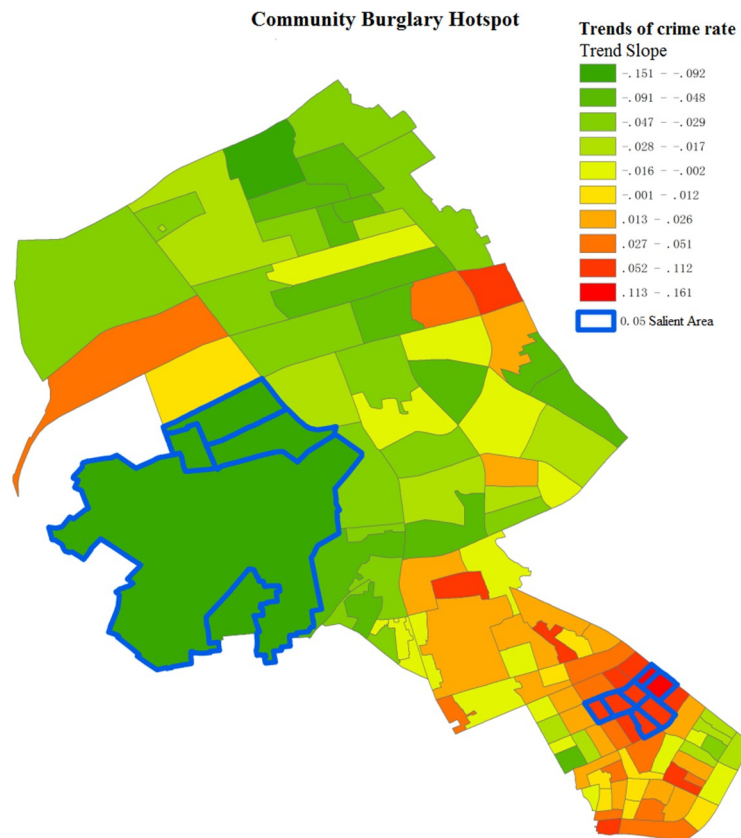 Community Burglary Hotspot
Trends of crime rate
Trend Slope
-.151 - -.092
-.091 - -.048
-.047 - -.029
-.028 - -.017
-.016 - -.002
-.001 - .012
.013 - .026
.027 - .051
.052 - .112
.113 - .161
0.05 Salient Area